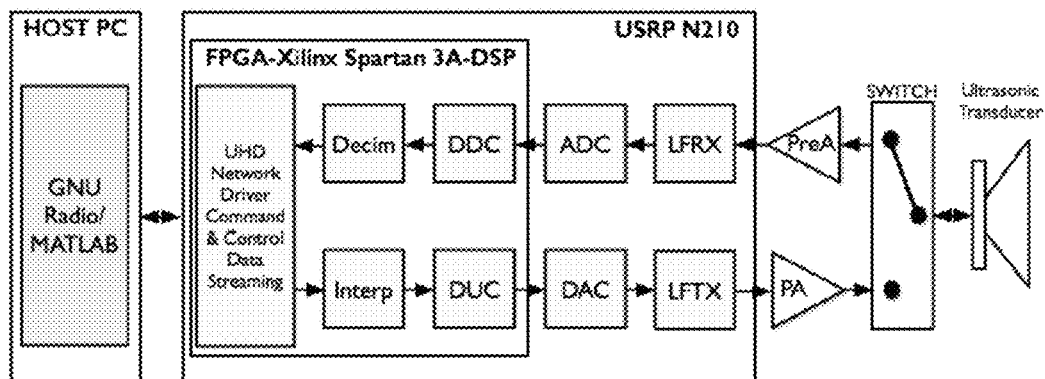 HOST PC
USRP N210
FPGA-Xilinx Spartan 3A-DSP
SWITCH
Ultrasonic
Transducer
GNU
Radio/
MATLAB
UHD
Network
Driver
Command
& Control
Data
Streaming
Decim
DDC
ADC
LFRX
PreA
Interp
DUC
DAC
LFTX
PA